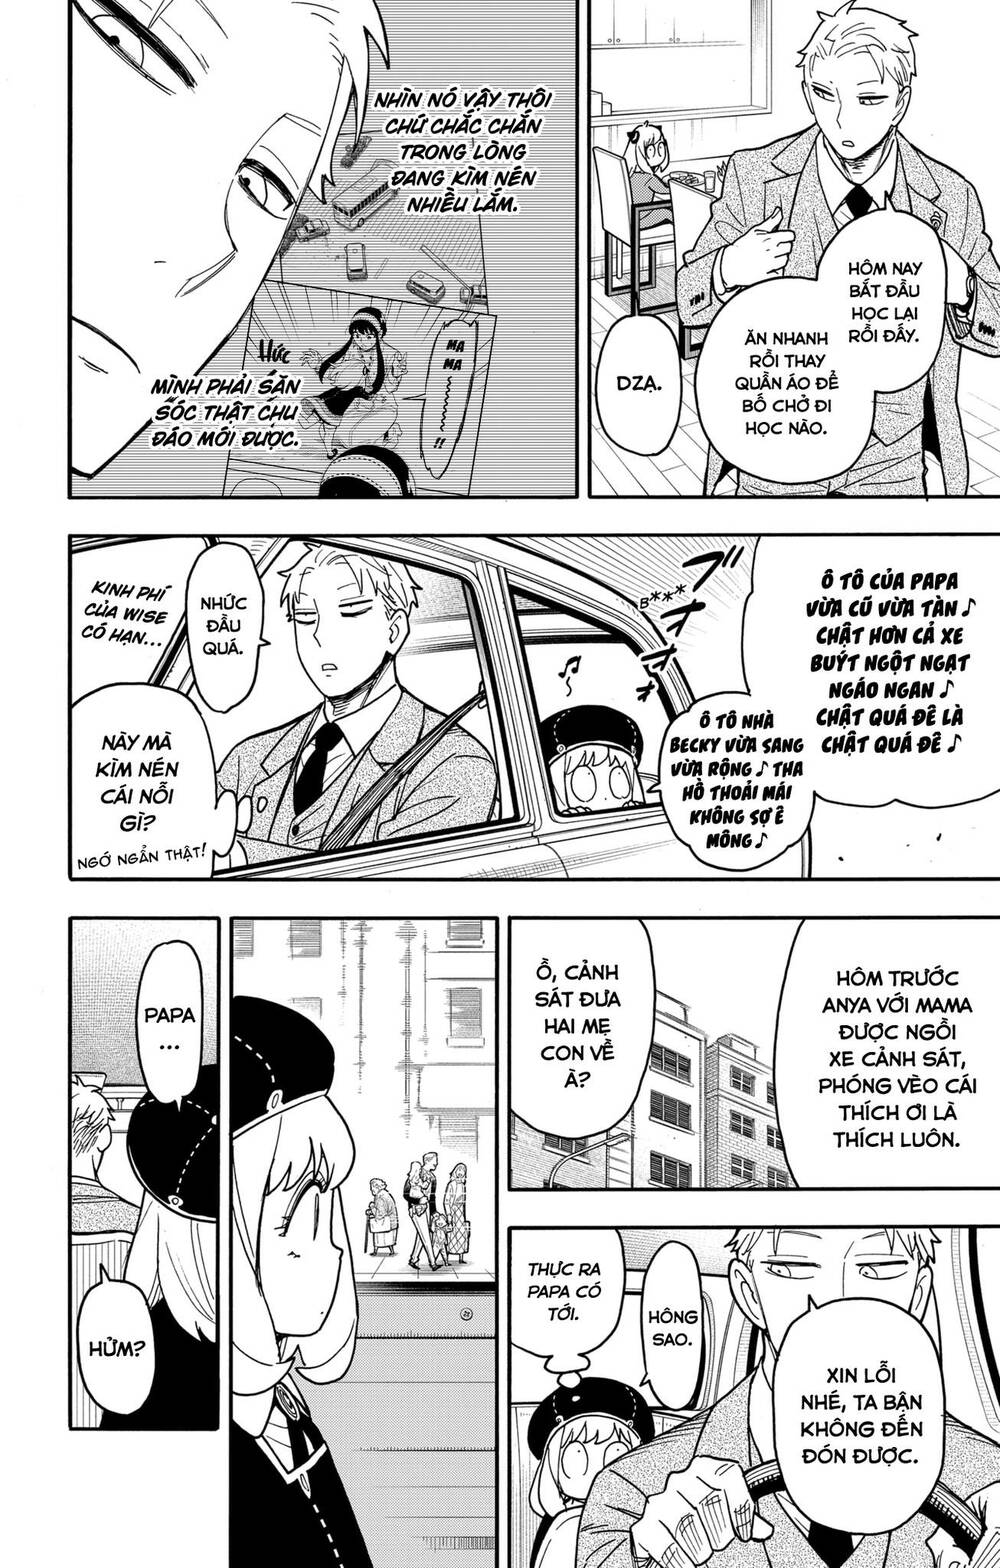 HÔM NAY
BẮT ĐẦU
HỌC LẠI
RỒI ĐẤY.
ĂN NHANH
RỒI THAY
QUẦN ÁO ĐỂ
BỐ CHỞ ĐI
HỌC NÀO.
DZẠ.
NHÌN NÓ VẬY THÔI
CHỨ CHẮC CHẮN
TRONG LÒNG
ĐANG KÌM NÉN
NHIỀU LẮM.
MA
MA
!!
HỨC
MÌNH PHẢI SĂN
SÓC THẬT CHU
ĐÁO MỚI ĐƯỢC.
Ô TÔ CỦA PAPA
VỪA CŨ VỪA TÀN♪
CHẬT HƠN CẢ XE
BUÝT NGỘT NGẠT
NGÁO NGAN♪
CHẬT QUÁ ĐÊ LÀ
CHẬT QUÁ ĐÊ♪
B***
Ô TÔ NHÀ
BECKY VỪA SANG
VỪA RỘNG♪ THA
HỒ THOẢI MÁI
KHÔNG SỢ Ê
MÔNG♪
NHỨC
ĐẦU
QUÁ.
KINH PHÍ
CỦA WISE
CÓ HẠN...
NÀY MÀ
KÌM NÉN
CÁI NỖI
GÌ?
NGỚ NGẨN THẬT!
HÔM TRƯỚC
ANYA VỚI MAMA
ĐƯỢC NGỒI
XE CẢNH SÁT,
PHÓNG VÈO CÁI
THÍCH ƠI LÀ
THÍCH LUÔN.
Ồ, CẢNH
SÁT ĐƯA
HAI MẸ
CON VỀ
À?
XIN LỖI
NHÉ, TA BẬN
KHÔNG ĐẾN
ĐÓN ĐƯỢC.
HÔNG
SAO.
THỰC RA
PAPA CÓ
TỚI.
PAPA
...
HỬM?